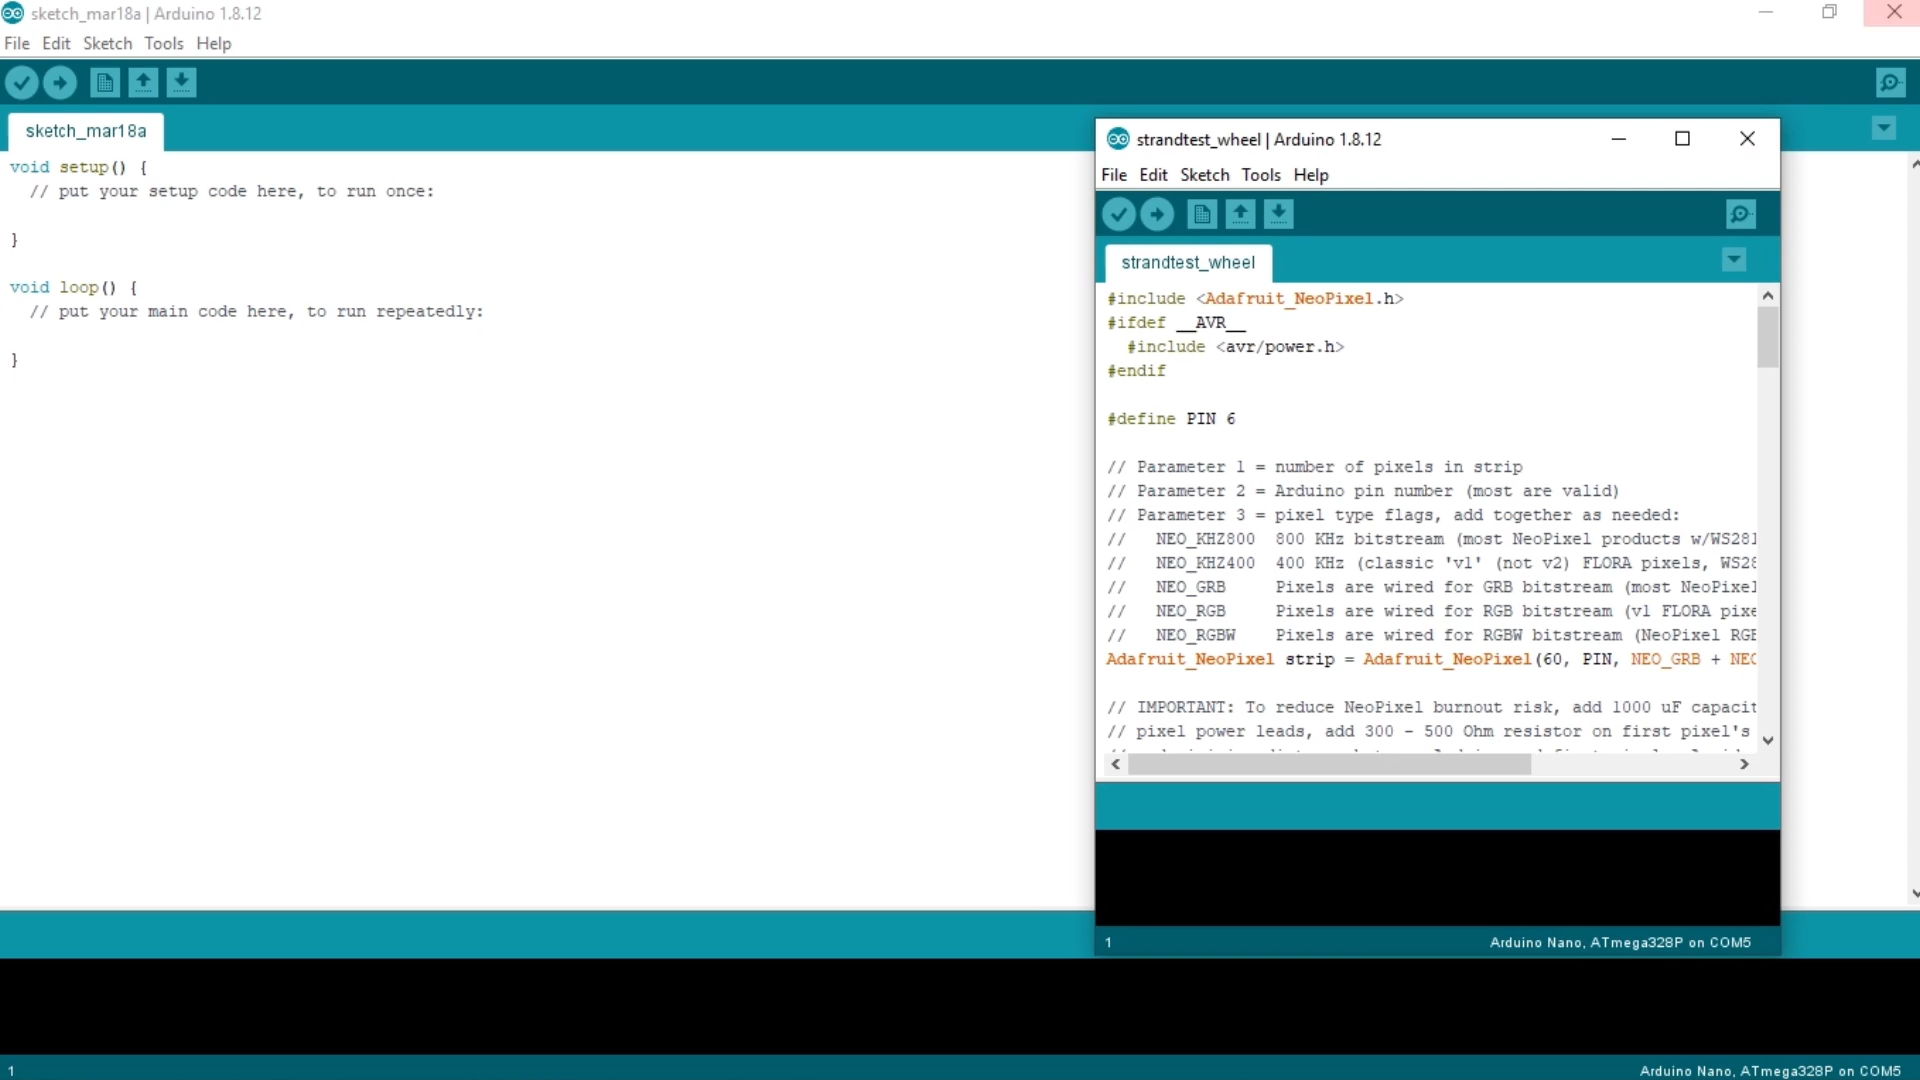 sketch_mar18a | Arduino 1.8.12
File Edit Sketch Tools Help
sketch_mar18a
void setup() {
  // put your setup code here, to run once:
}
void loop() {
  // put your main code here, to run repeatedly:
}
1
Arduino Nano, ATmega328P on COM5
strandtest_wheel | Arduino 1.8.12
File Edit Sketch Tools Help
strandtest_wheel
#include <Adafruit_NeoPixel.h>
#ifdef __AVR__
  #include <avr/power.h>
#endif
#define PIN 6
// Parameter 1 = number of pixels in strip
// Parameter 2 = Arduino pin number (most are valid)
// Parameter 3 = pixel type flags, add together as needed:
//   NEO_KHZ800  800 KHz bitstream (most NeoPixel products w/WS281
//   NEO_KHZ400  400 KHz (classic 'v1' (not v2) FLORA pixels, WS28
//   NEO_GRB     Pixels are wired for GRB bitstream (most NeoPixel
//   NEO_RGB     Pixels are wired for RGB bitstream (v1 FLORA pixe
//   NEO_RGBW    Pixels are wired for RGBW bitstream (NeoPixel RGB
Adafruit_NeoPixel strip = Adafruit_NeoPixel(60, PIN, NEO_GRB + NEO
// IMPORTANT: To reduce NeoPixel burnout risk, add 1000 uF capacit
// pixel power leads, add 300 - 500 Ohm resistor on first pixel's
1
Arduino Nano, ATmega328P on COM5